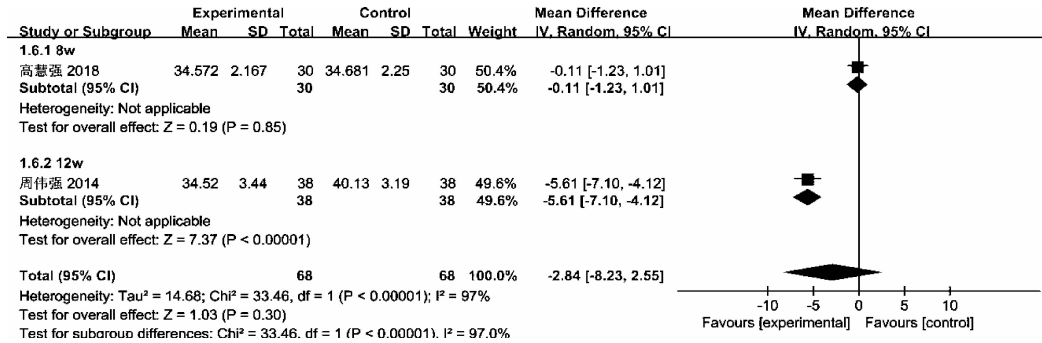 Experimental Control Mean Difference Mean Difference
Study or Subgroup Mean SD Total Mean SD Total Weight IV, Random, 95% CI IV, Random, 95% CI
1.6.1 8w
高慧强 2018 34.572 2.167 30 34.681 2.25 30 50.4% -0.11 [-1.23, 1.01]
Subtotal (95% CI) 30 30 50.4% -0.11 [-1.23, 1.01]
Heterogeneity: Not applicable
Test for overall effect: Z = 0.19 (P = 0.85)
1.6.2 12w
周伟强 2014 34.52 3.44 38 40.13 3.19 38 49.6% -5.61 [-7.10, -4.12]
Subtotal (95% CI) 38 38 49.6% -5.61 [-7.10, -4.12]
Heterogeneity: Not applicable
Test for overall effect: Z = 7.37 (P < 0.00001)
Total (95% CI) 68 68 100.0% -2.84 [-8.23, 2.55]
Heterogeneity: Tau² = 14.68; Chi² = 33.46, df = 1 (P < 0.00001); I² = 97%
Test for overall effect: Z = 1.03 (P = 0.30)
Test for subgroup differences: Chi² = 33.46, df = 1 (P < 0.00001), I² = 97.0%
-10 -5 0 5 10
Favours [experimental] Favours [control]